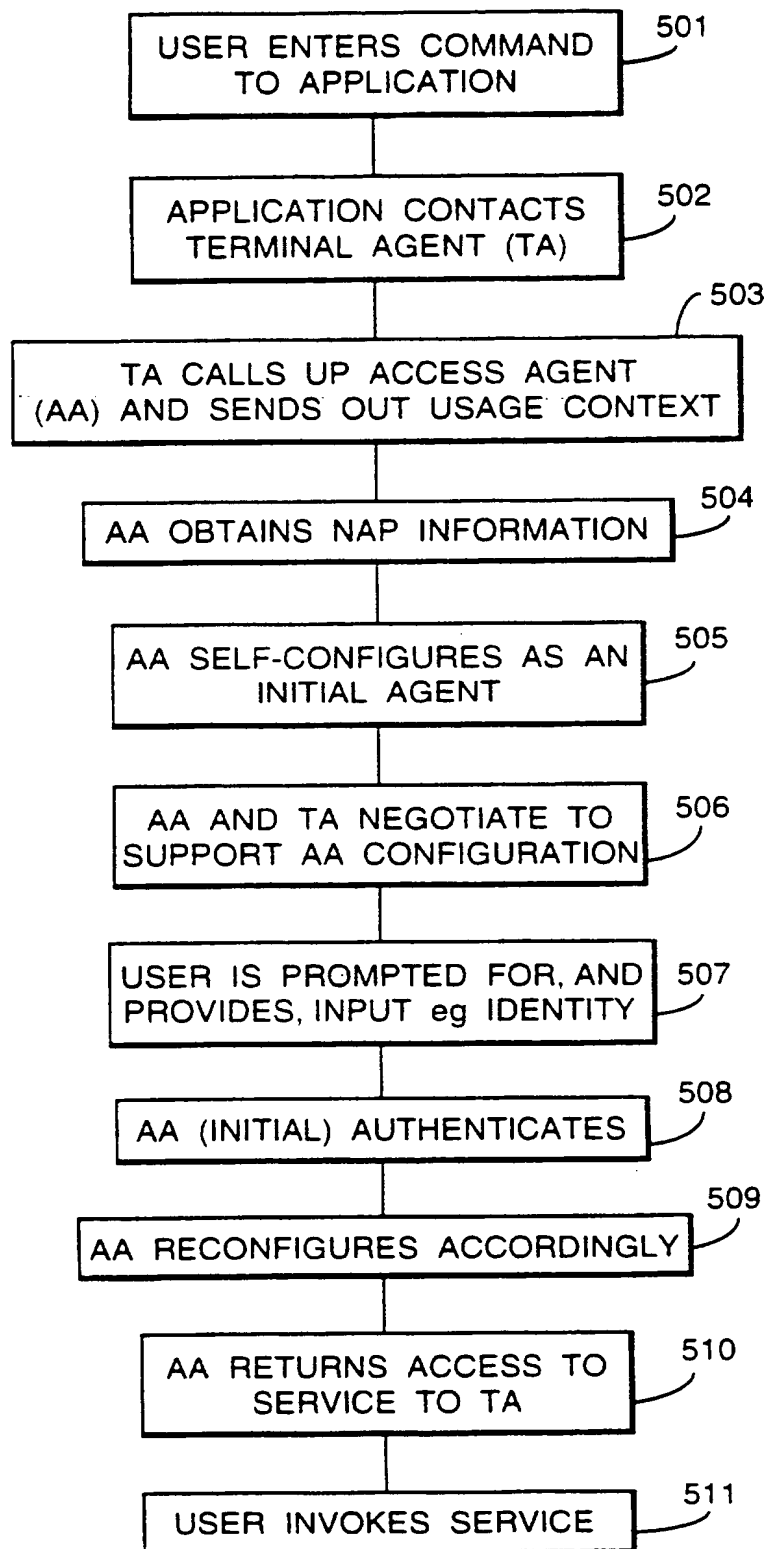 501
USER ENTERS COMMAND
TO APPLICATION
502
APPLICATION CONTACTS
TERMINAL AGENT (TA)
503
TA CALLS UP ACCESS AGENT
(AA) AND SENDS OUT USAGE CONTEXT
504
AA OBTAINS NAP INFORMATION
505
AA SELF-CONFIGURES AS AN
INITIAL AGENT
506
AA AND TA NEGOTIATE TO
SUPPORT AA CONFIGURATION
507
USER IS PROMPTED FOR, AND
PROVIDES, INPUT eg IDENTITY
508
AA (INITIAL) AUTHENTICATES
509
AA RECONFIGURES ACCORDINGLY
510
AA RETURNS ACCESS TO
SERVICE TO TA
511
USER INVOKES SERVICE